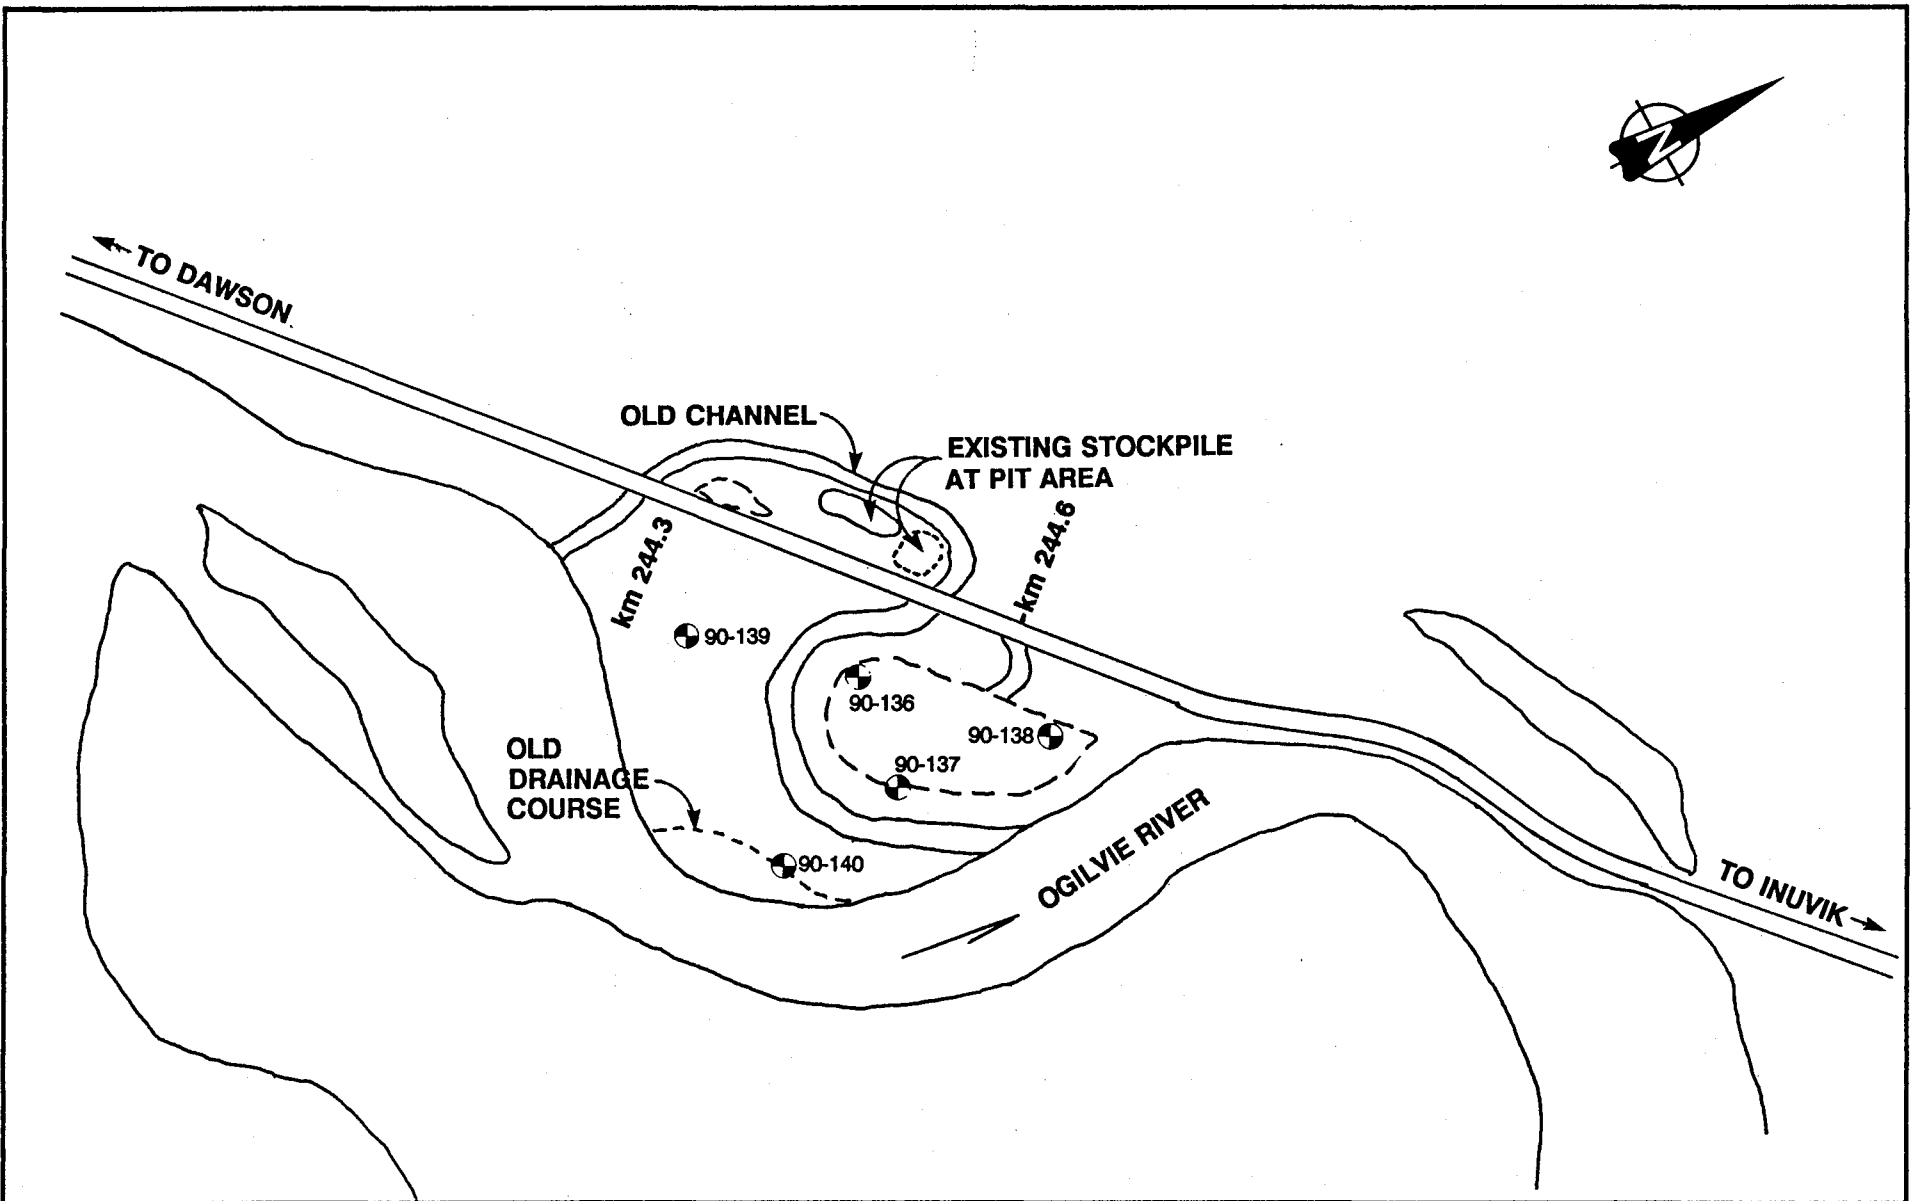 N
TO DAWSON
OLD CHANNEL
EXISTING STOCKPILE
AT PIT AREA
km 244.3
km 244.6
90-139
90-136
90-138
90-137
OLD
DRAINAGE
COURSE
90-140
OGILVIE RIVER
TO INUVIK